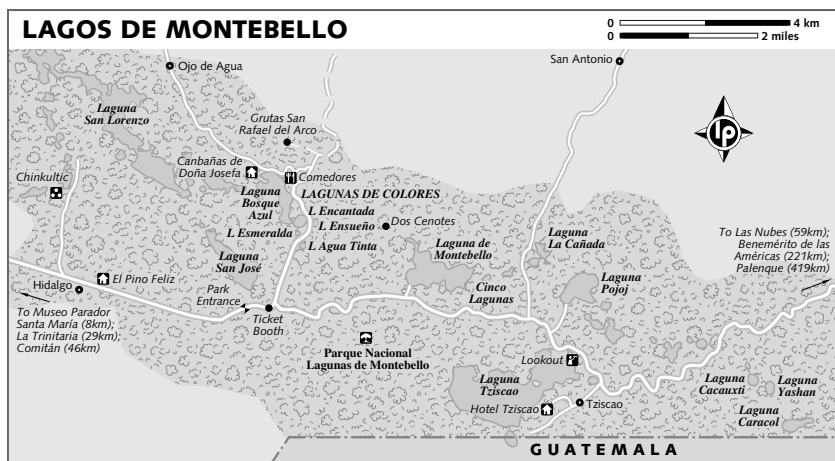 LAGOS DE MONTEBELLO
0 4 km
0 2 miles
Ojo de Agua
San Antonio
Laguna
San Lorenzo
Grutas San
Rafael del Arco
lp
Canbañas de
Doña Josefa
Comedores
Chinkultic
LAGUNAS DE COLORES
Laguna
Bosque
Azul
L Encantada
L Ensueño
Dos Cenotes
L Esmeralda
L Agua Tinta
Laguna de
Montebello
Laguna
La Cañada
To Las Nubes (59km);
Benemérito de las
Américas (221km);
Palenque (419km)
Laguna
San José
El Pino Feliz
Hidalgo
Park
Entrance
Cinco
Lagunas
Laguna
Pojoj
Ticket
Booth
To Museo Parador
Santa María (8km);
La Trinitaria (29km);
Comitán (46km)
Parque Nacional
Lagunas de Montebello
Lookout
Laguna
Tziscao
Hotel Tziscao
Tziscao
Laguna
Cacauxti
Laguna
Yashan
Laguna
Caracol
GUATEMALA